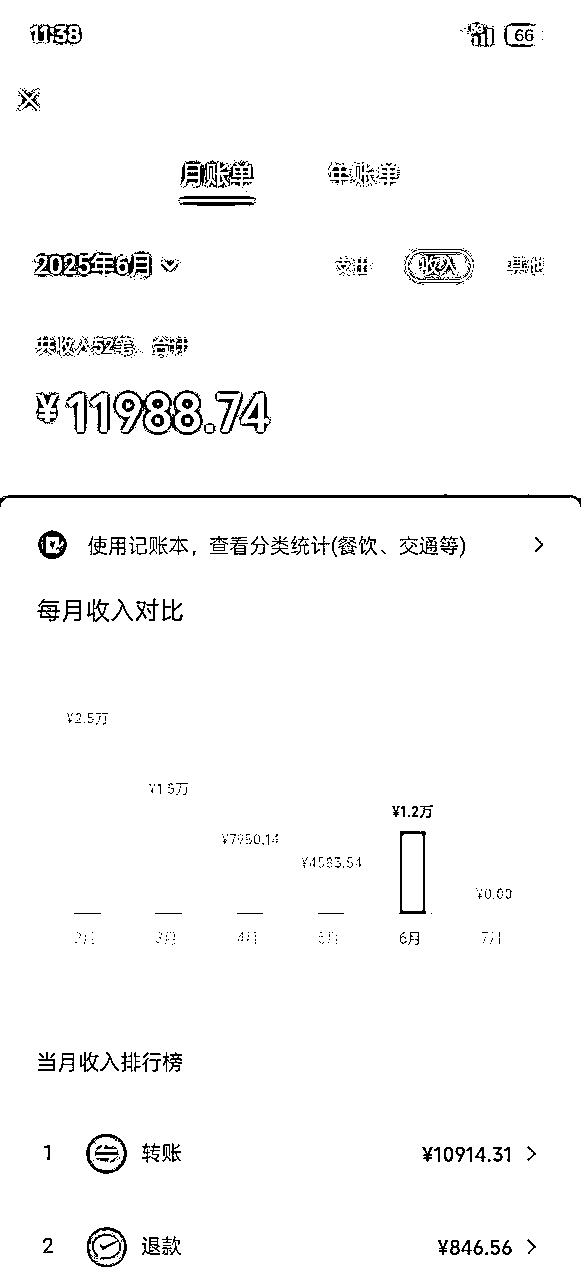 11:38 66
月账单 年账单
2025年6月 支出 收入 其他
共收入52笔，合计
¥11988.74
使用记账本，查看分类统计(餐饮、交通等)
每月收入对比
¥2.5万
¥1.6万
¥1.2万
¥7950.14
¥4583.54
¥0.00
2月 3月 4月 5月 6月 7月
当月收入排行榜
1 转账 ¥10914.31
2 退款 ¥846.56